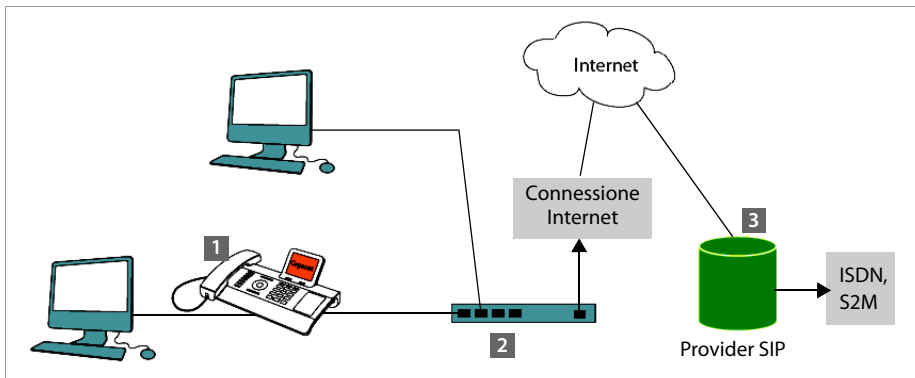 Internet
Connessione
Internet
1
3
ISDN,
S2M
2
Provider SIP